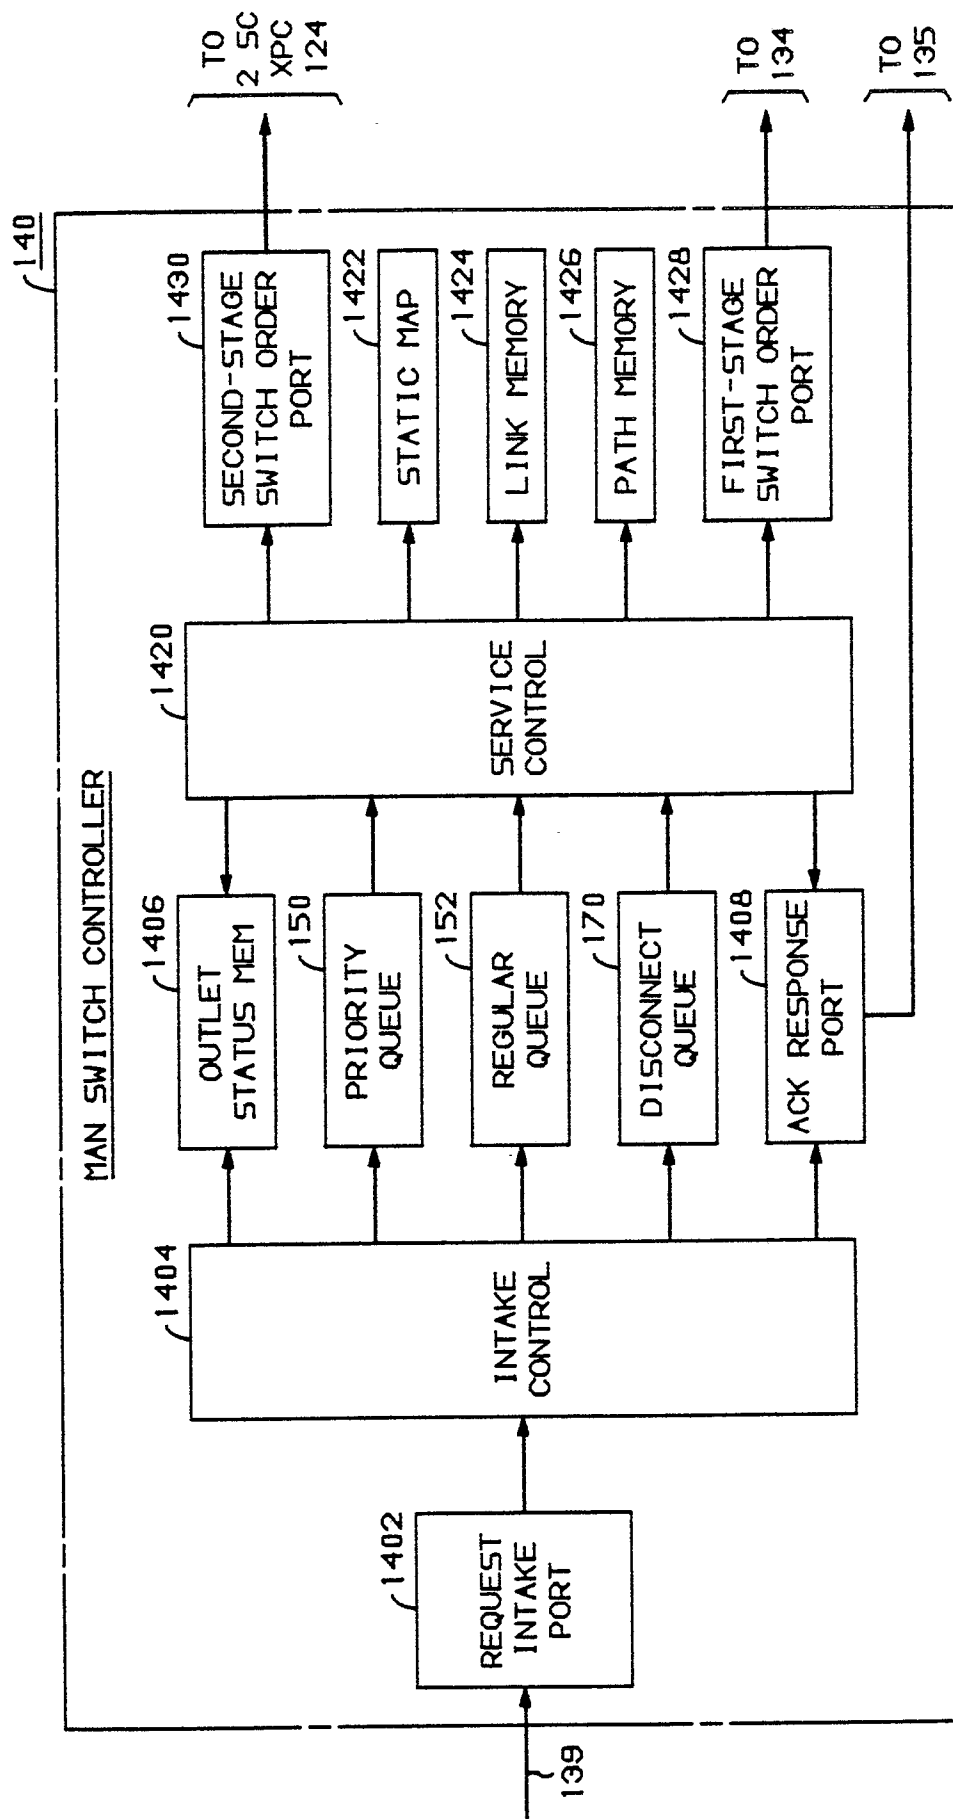 MAN SWITCH CONTROLLER
140
139
1402
REQUEST
INTAKE
PORT
1404
INTAKE
CONTROL
1406
OUTLET
STATUS MEM
150
PRIORITY
QUEUE
152
REGULAR
QUEUE
170
DISCONNECT
QUEUE
1408
ACK RESPONSE
PORT
1420
SERVICE
CONTROL
1430
SECOND-STAGE
SWITCH ORDER
PORT
1422
STATIC MAP
1424
LINK MEMORY
1426
PATH MEMORY
1428
FIRST-STAGE
SWITCH ORDER
PORT
TO
2 SC
XPC
124
TO
134
TO
135